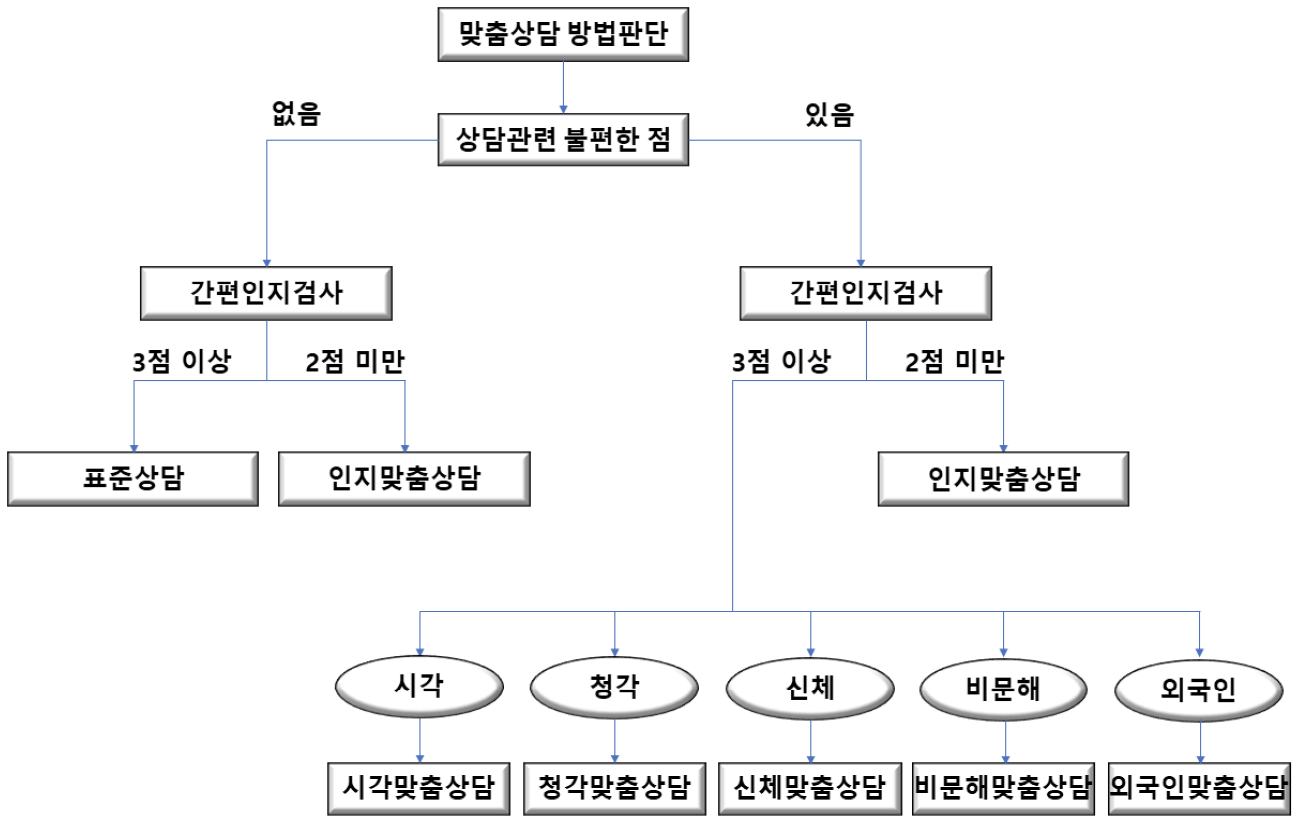 맞춤상담 방법판단
없음
있음
상담관련 불편한 점
간편인지검사
간편인지검사
3점 이상
2점 미만
3점 이상
2점 미만
표준상담
인지맞춤상담
인지맞춤상담
시각
청각
신체
비문해
외국인
시각맞춤상담
청각맞춤상담
신체맞춤상담
비문해맞춤상담
외국인맞춤상담